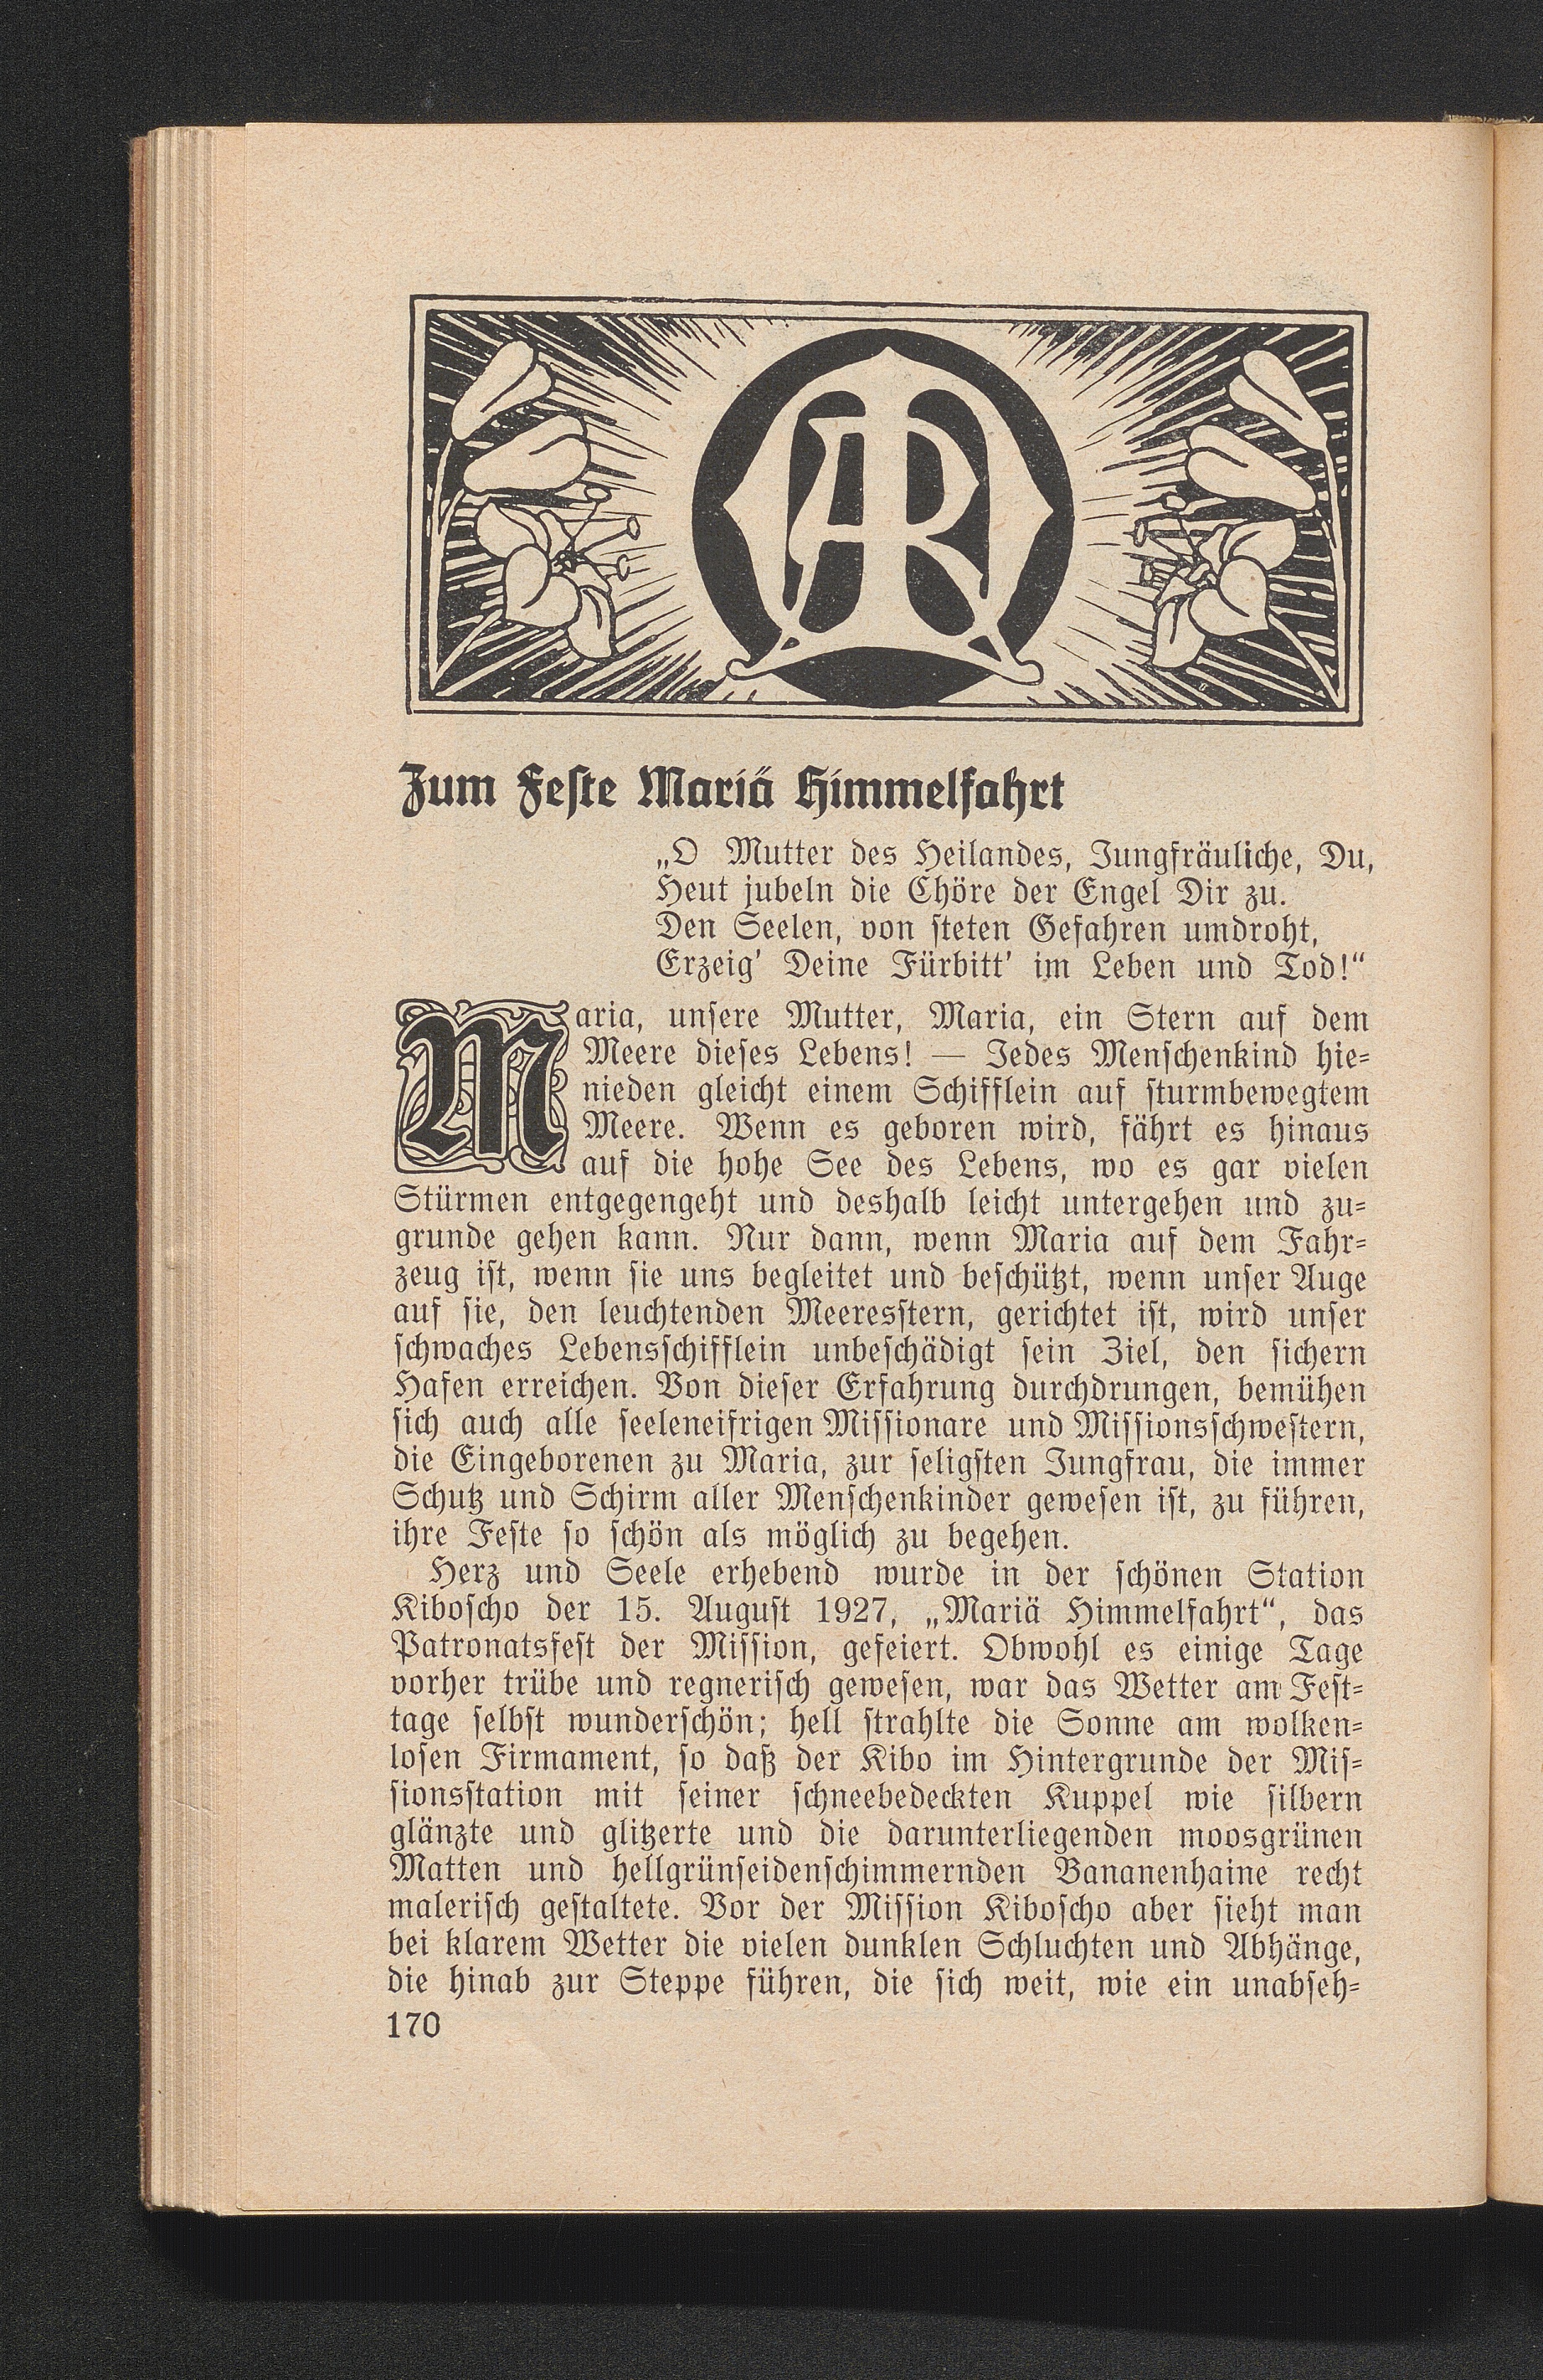 Zum Feste Mariä Himmelfahrt
„O Mutter des Heilandes, Jungfräuliche, Du,
Heut jubeln die Chöre der Engel Dir zu.
Den Seelen, von steten Gefahren umdroht,
Erzeig' Deine Fürbitt' im Leben und Tod!“
Maria, unsere Mutter, Maria, ein Stern auf dem
Meere dieses Lebens! — Jedes Menschenkind hie-
nieden gleicht einem Schifflein auf sturmbewegtem
Meere. Wenn es geboren wird, fährt es hinaus
auf die hohe See des Lebens, wo es gar vielen
Stürmen entgegengeht und deshalb leicht untergehen und zu-
grunde gehen kann. Nur dann, wenn Maria auf dem Fahr-
zeug ist, wenn sie uns begleitet und beschützt, wenn unser Auge
auf sie, den leuchtenden Meeresstern, gerichtet ist, wird unser
schwaches Lebensschifflein unbeschädigt sein Ziel, den sichern
Hafen erreichen. Von dieser Erfahrung durchdrungen, bemühen
sich auch alle seeleneifrigen Missionare und Missionsschwestern,
die Eingeborenen zu Maria, zur seligsten Jungfrau, die immer
Schutz und Schirm aller Menschenkinder gewesen ist, zu führen,
ihre Feste so schön als möglich zu begehen.
Herz und Seele erhebend wurde in der schönen Station
Kiboscho der 15. August 1927, „Mariä Himmelfahrt“, das
Patronatsfest der Mission, gefeiert. Obwohl es einige Tage
vorher trübe und regnerisch gewesen, war das Wetter am Fest-
tage selbst wunderschön; hell strahlte die Sonne am wolken-
losen Firmament, so daß der Kibo im Hintergrunde der Mis-
sionsstation mit seiner schneebedeckten Kuppel wie silbern
glänzte und glitzerte und die darunterliegenden moosgrünen
Matten und hellgrünseidenschimmernden Bananenhaine recht
malerisch gestaltete. Vor der Mission Kiboscho aber sieht man
bei klarem Wetter die vielen dunklen Schluchten und Abhänge,
die hinab zur Steppe führen, die sich weit, wie ein unabseh-
170